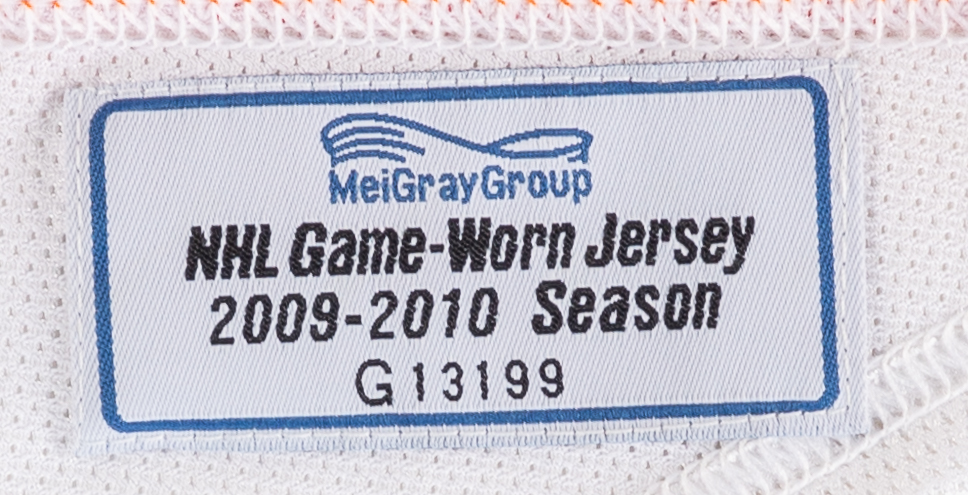 MeiGrayGroup
NHL Game-Worn Jersey
2009-2010 Season
G13199